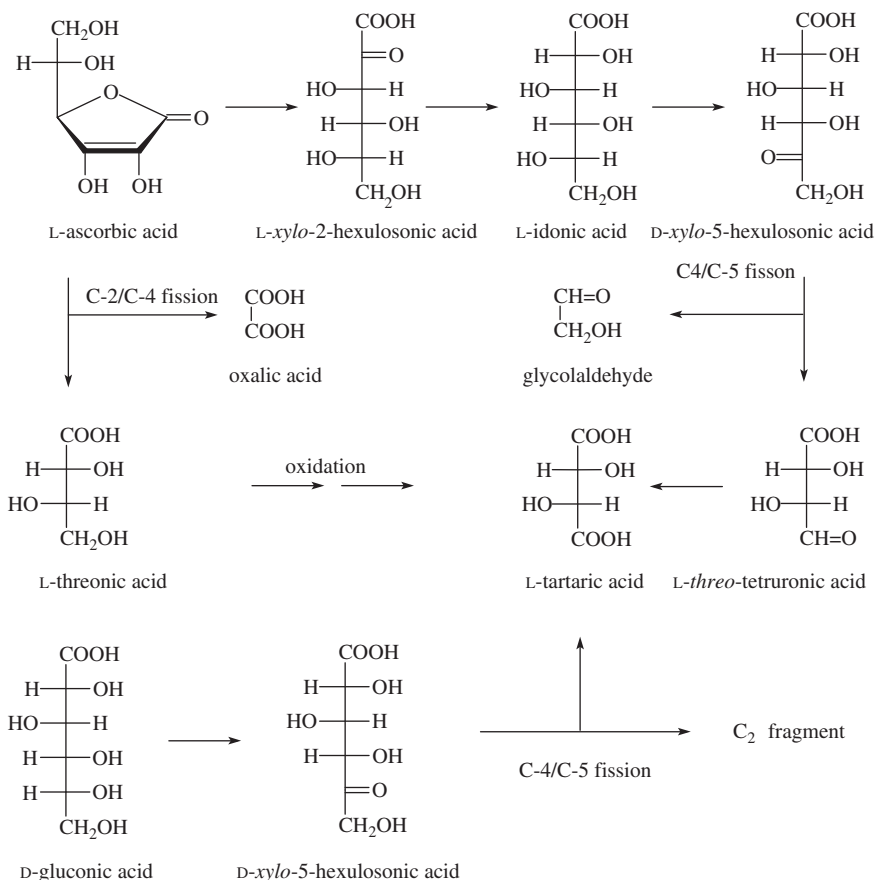 CH₂OH
H OH
O
O
OH OH
L-ascorbic acid
COOH
O
HO H
H OH
HO H
CH₂OH
L-xylo-2-hexulosonic acid
COOH
H OH
HO H
H OH
HO H
CH₂OH
L-idonic acid
COOH
H OH
HO H
H OH
O
CH₂OH
D-xylo-5-hexulosonic acid
C-2/C-4 fission
COOH
COOH
oxalic acid
CH=O
CH₂OH
glycolaldehyde
C4/C-5 fisson
COOH
H OH
HO H
CH₂OH
L-threonic acid
oxidation
COOH
H OH
HO H
COOH
L-tartaric acid
COOH
H OH
HO H
CH=O
L-threo-tetruronic acid
COOH
H OH
HO H
H OH
H OH
CH₂OH
D-gluconic acid
COOH
H OH
HO H
H OH
O
CH₂OH
D-xylo-5-hexulosonic acid
C-4/C-5 fission
C₂ fragment